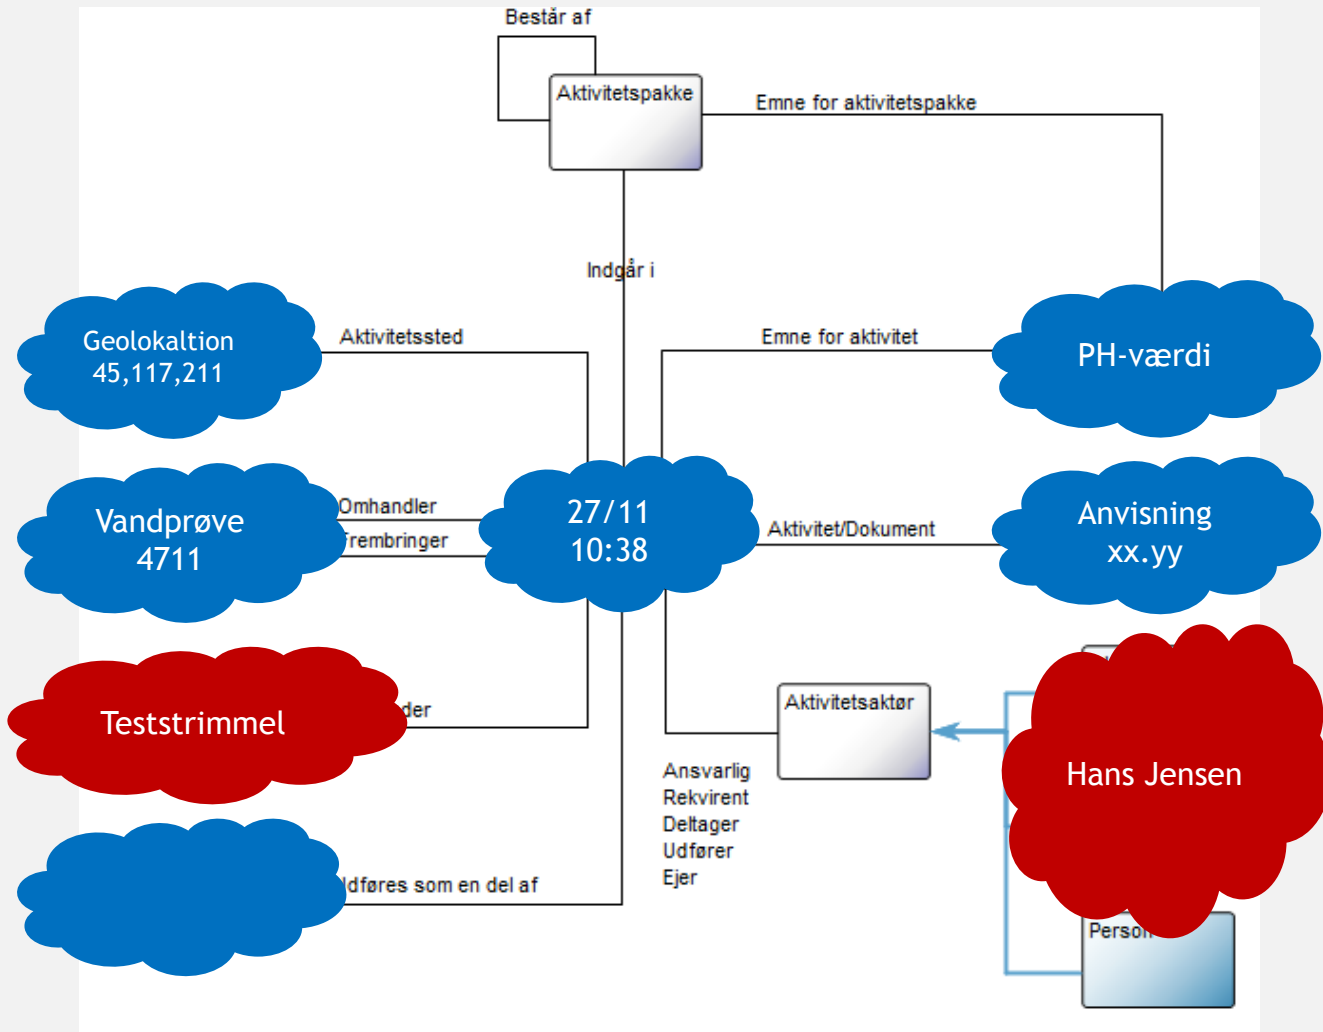 Består af
Aktivitetspakke
Emne for aktivitetspakke
Indgår i
Geolokaltion
45,117,211
Aktivitetssted
Emne for aktivitet
PH-værdi
Vandprøve
4711
Omhandler
Frembringer
27/11
10:38
Aktivitet/Dokument
Anvisning
xx.yy
Teststrimmel
Aktivitetsaktør
Hans Jensen
Ansvarlig
Rekvirent
Deltager
Udfører
Ejer
Udføres som en del af
Person